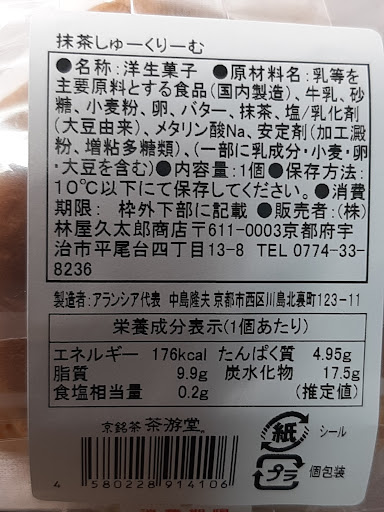 抹茶しゅーくりーむ
●名称:洋生菓子 ●原材料名:乳等を
主要原料とする食品(国内製造)、牛乳、砂
糖、小麦粉、卵、バター、抹茶、塩/乳化剤
(大豆由来)、メタリン酸Na、安定剤(加工澱
粉、増粘多糖類)、(一部に乳成分・小麦・卵
・大豆を含む)●内容量:1個●保存方法:
10℃以下にて保存してください。●消費
期限: 枠外下部に記載 ●販売者:(株)
林屋久太郎商店〒611-0003京都府宇
治市平尾台四丁目13-8 TEL 0774-33-
8236
製造者:アランシア代表 中島隆夫 京都市西区川島北裏町123-11
栄養成分表示(1個あたり)
エネルギー 176kcal たんぱく質 4.95g
脂質 9.9g 炭水化物 17.5g
食塩相当量 0.2g (推定値)
京銘茶 茶游堂
紙 シール
プラ 個包装
4 580228 914106